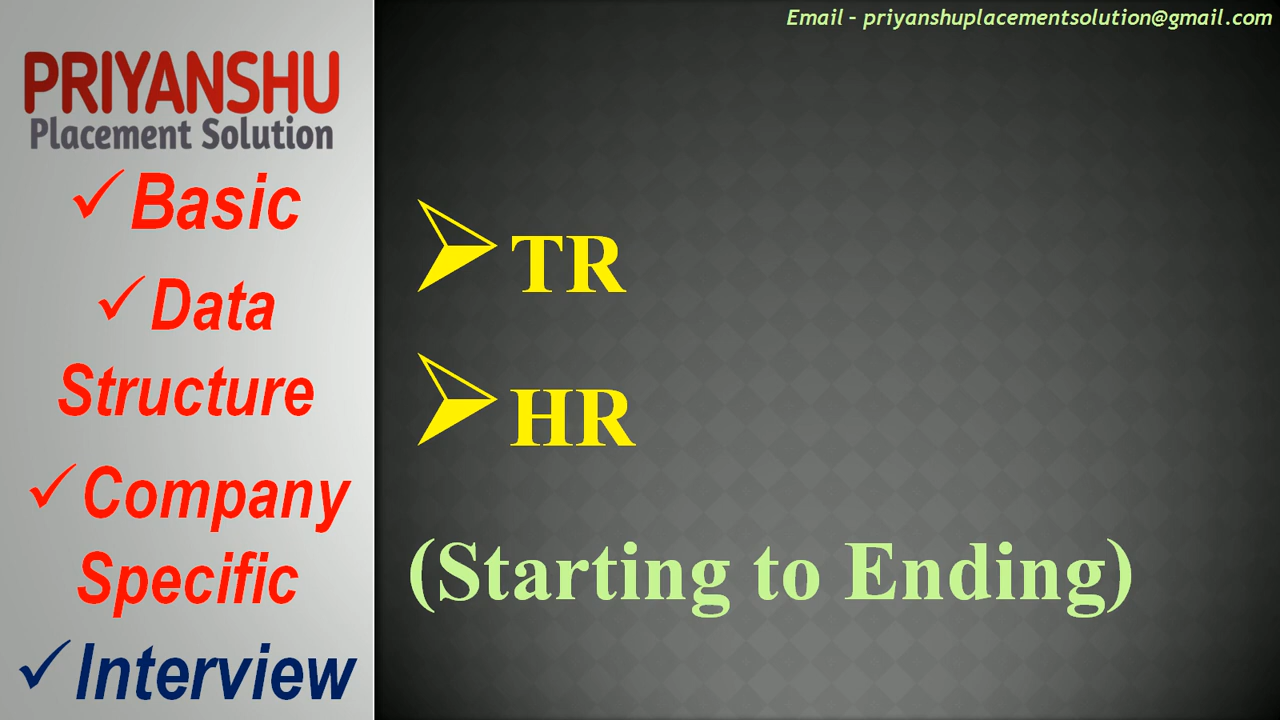 Email - priyanshuplacementsolution@gmail.com
PRIYANSHU
Placement Solution
✓Basic
✓Data
Structure
✓Company
Specific
✓Interview
➢TR
➢HR
(Starting to Ending)